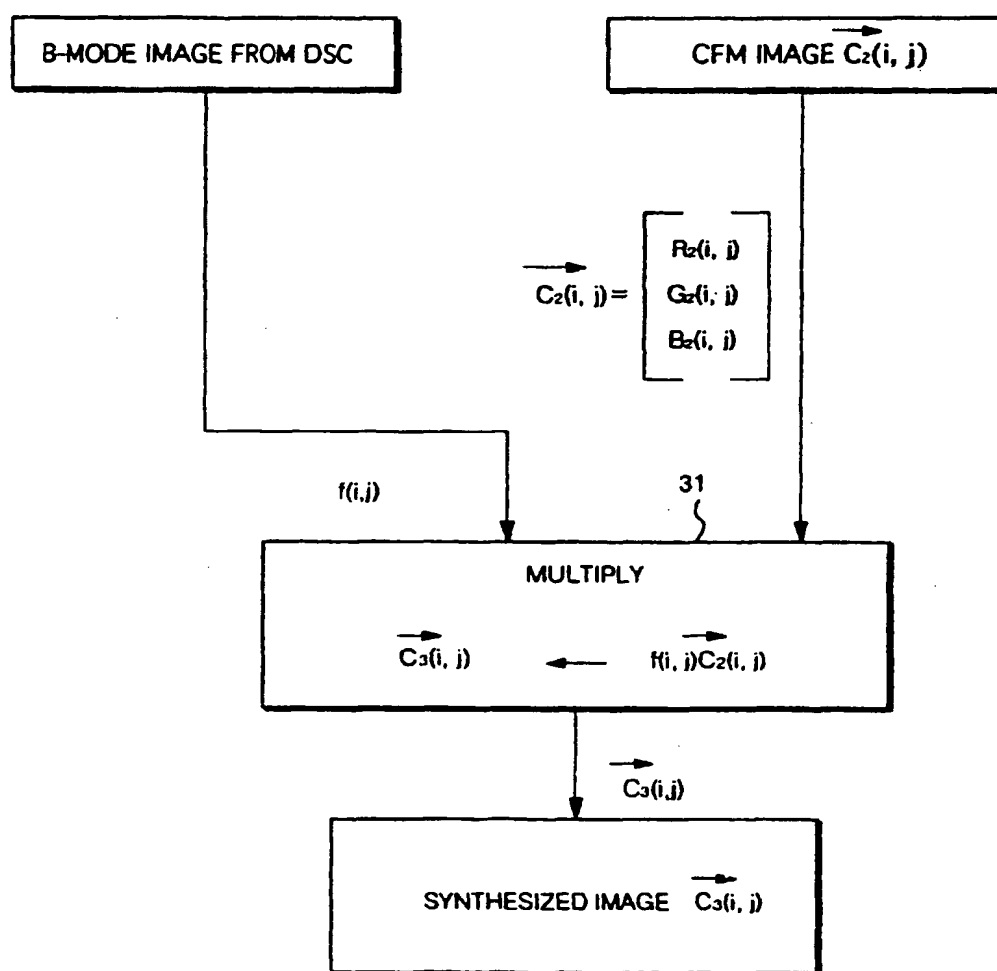 B-MODE IMAGE FROM DSC
CFM IMAGE C₂(i, j)
C₂(i, j) =
R₂(i, j)
G₂(i, j)
B₂(i, j)
f(i,j)
31
MULTIPLY
C₃(i, j) ← f(i, j)C₂(i, j)
C₃(i,j)
SYNTHESIZED IMAGE C₃(i, j)